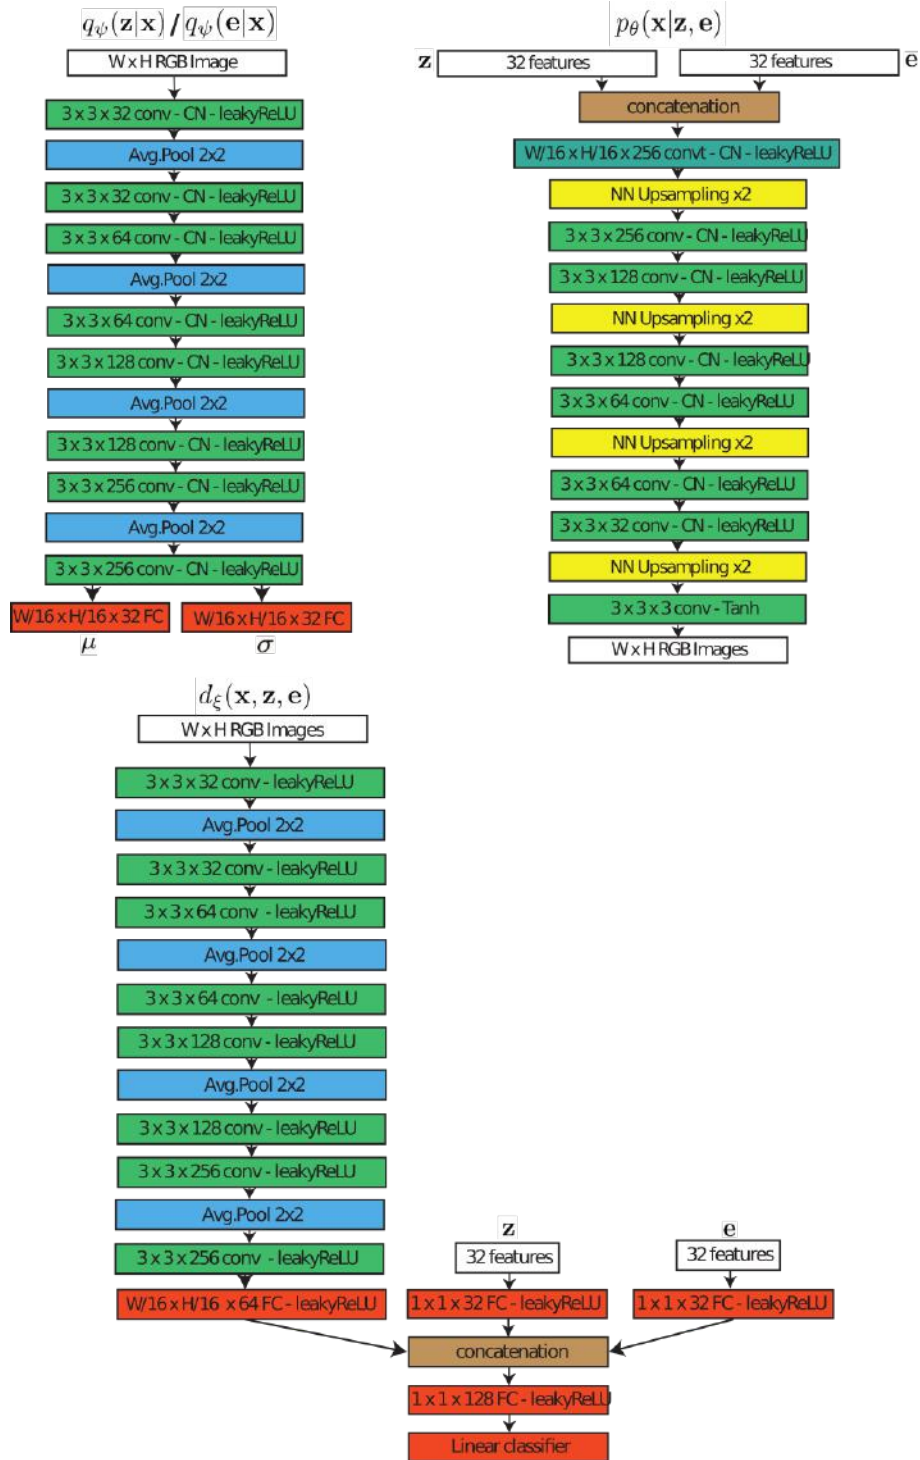 q_ψ(z|x) / q_ψ(e|x)
W x H RGB Image
3 x 3 x 32 conv - CN - leakyReLU
Avg.Pool 2x2
3 x 3 x 32 conv - CN - leakyReLU
3 x 3 x 64 conv - CN - leakyReLU
Avg.Pool 2x2
3 x 3 x 64 conv - CN - leakyReLU
3 x 3 x 128 conv - CN - leakyReLU
Avg.Pool 2x2
3 x 3 x 128 conv - CN - leakyReLU
3 x 3 x 256 conv - CN - leakyReLU
Avg.Pool 2x2
3 x 3 x 256 conv - CN - leakyReLU
W/16 x H/16 x 32 FC
W/16 x H/16 x 32 FC
μ
σ
p_θ(x|z, e)
z
32 features
32 features
e
concatenation
W/16 x H/16 x 256 convt - CN - leakyReLU
NN Upsampling x2
3 x 3 x 256 conv - CN - leakyReLU
3 x 3 x 128 conv - CN - leakyReLU
NN Upsampling x2
3 x 3 x 128 conv - CN - leakyReLU
3 x 3 x 64 conv - CN - leakyReLU
NN Upsampling x2
3 x 3 x 64 conv - CN - leakyReLU
3 x 3 x 32 conv - CN - leakyReLU
NN Upsampling x2
3 x 3 x 3 conv - Tanh
W x H RGB Images
d_ξ(x, z, e)
W x H RGB Images
3 x 3 x 32 conv - leakyReLU
Avg.Pool 2x2
3 x 3 x 32 conv - leakyReLU
3 x 3 x 64 conv - leakyReLU
Avg.Pool 2x2
3 x 3 x 64 conv - leakyReLU
3 x 3 x 128 conv - leakyReLU
Avg.Pool 2x2
3 x 3 x 128 conv - leakyReLU
3 x 3 x 256 conv - leakyReLU
Avg.Pool 2x2
3 x 3 x 256 conv - leakyReLU
W/16 x H/16 x 64 FC - leakyReLU
z
32 features
1 x 1 x 32 FC - leakyReLU
e
32 features
1 x 1 x 32 FC - leakyReLU
concatenation
1 x 1 x 128 FC - leakyReLU
Linear classifier